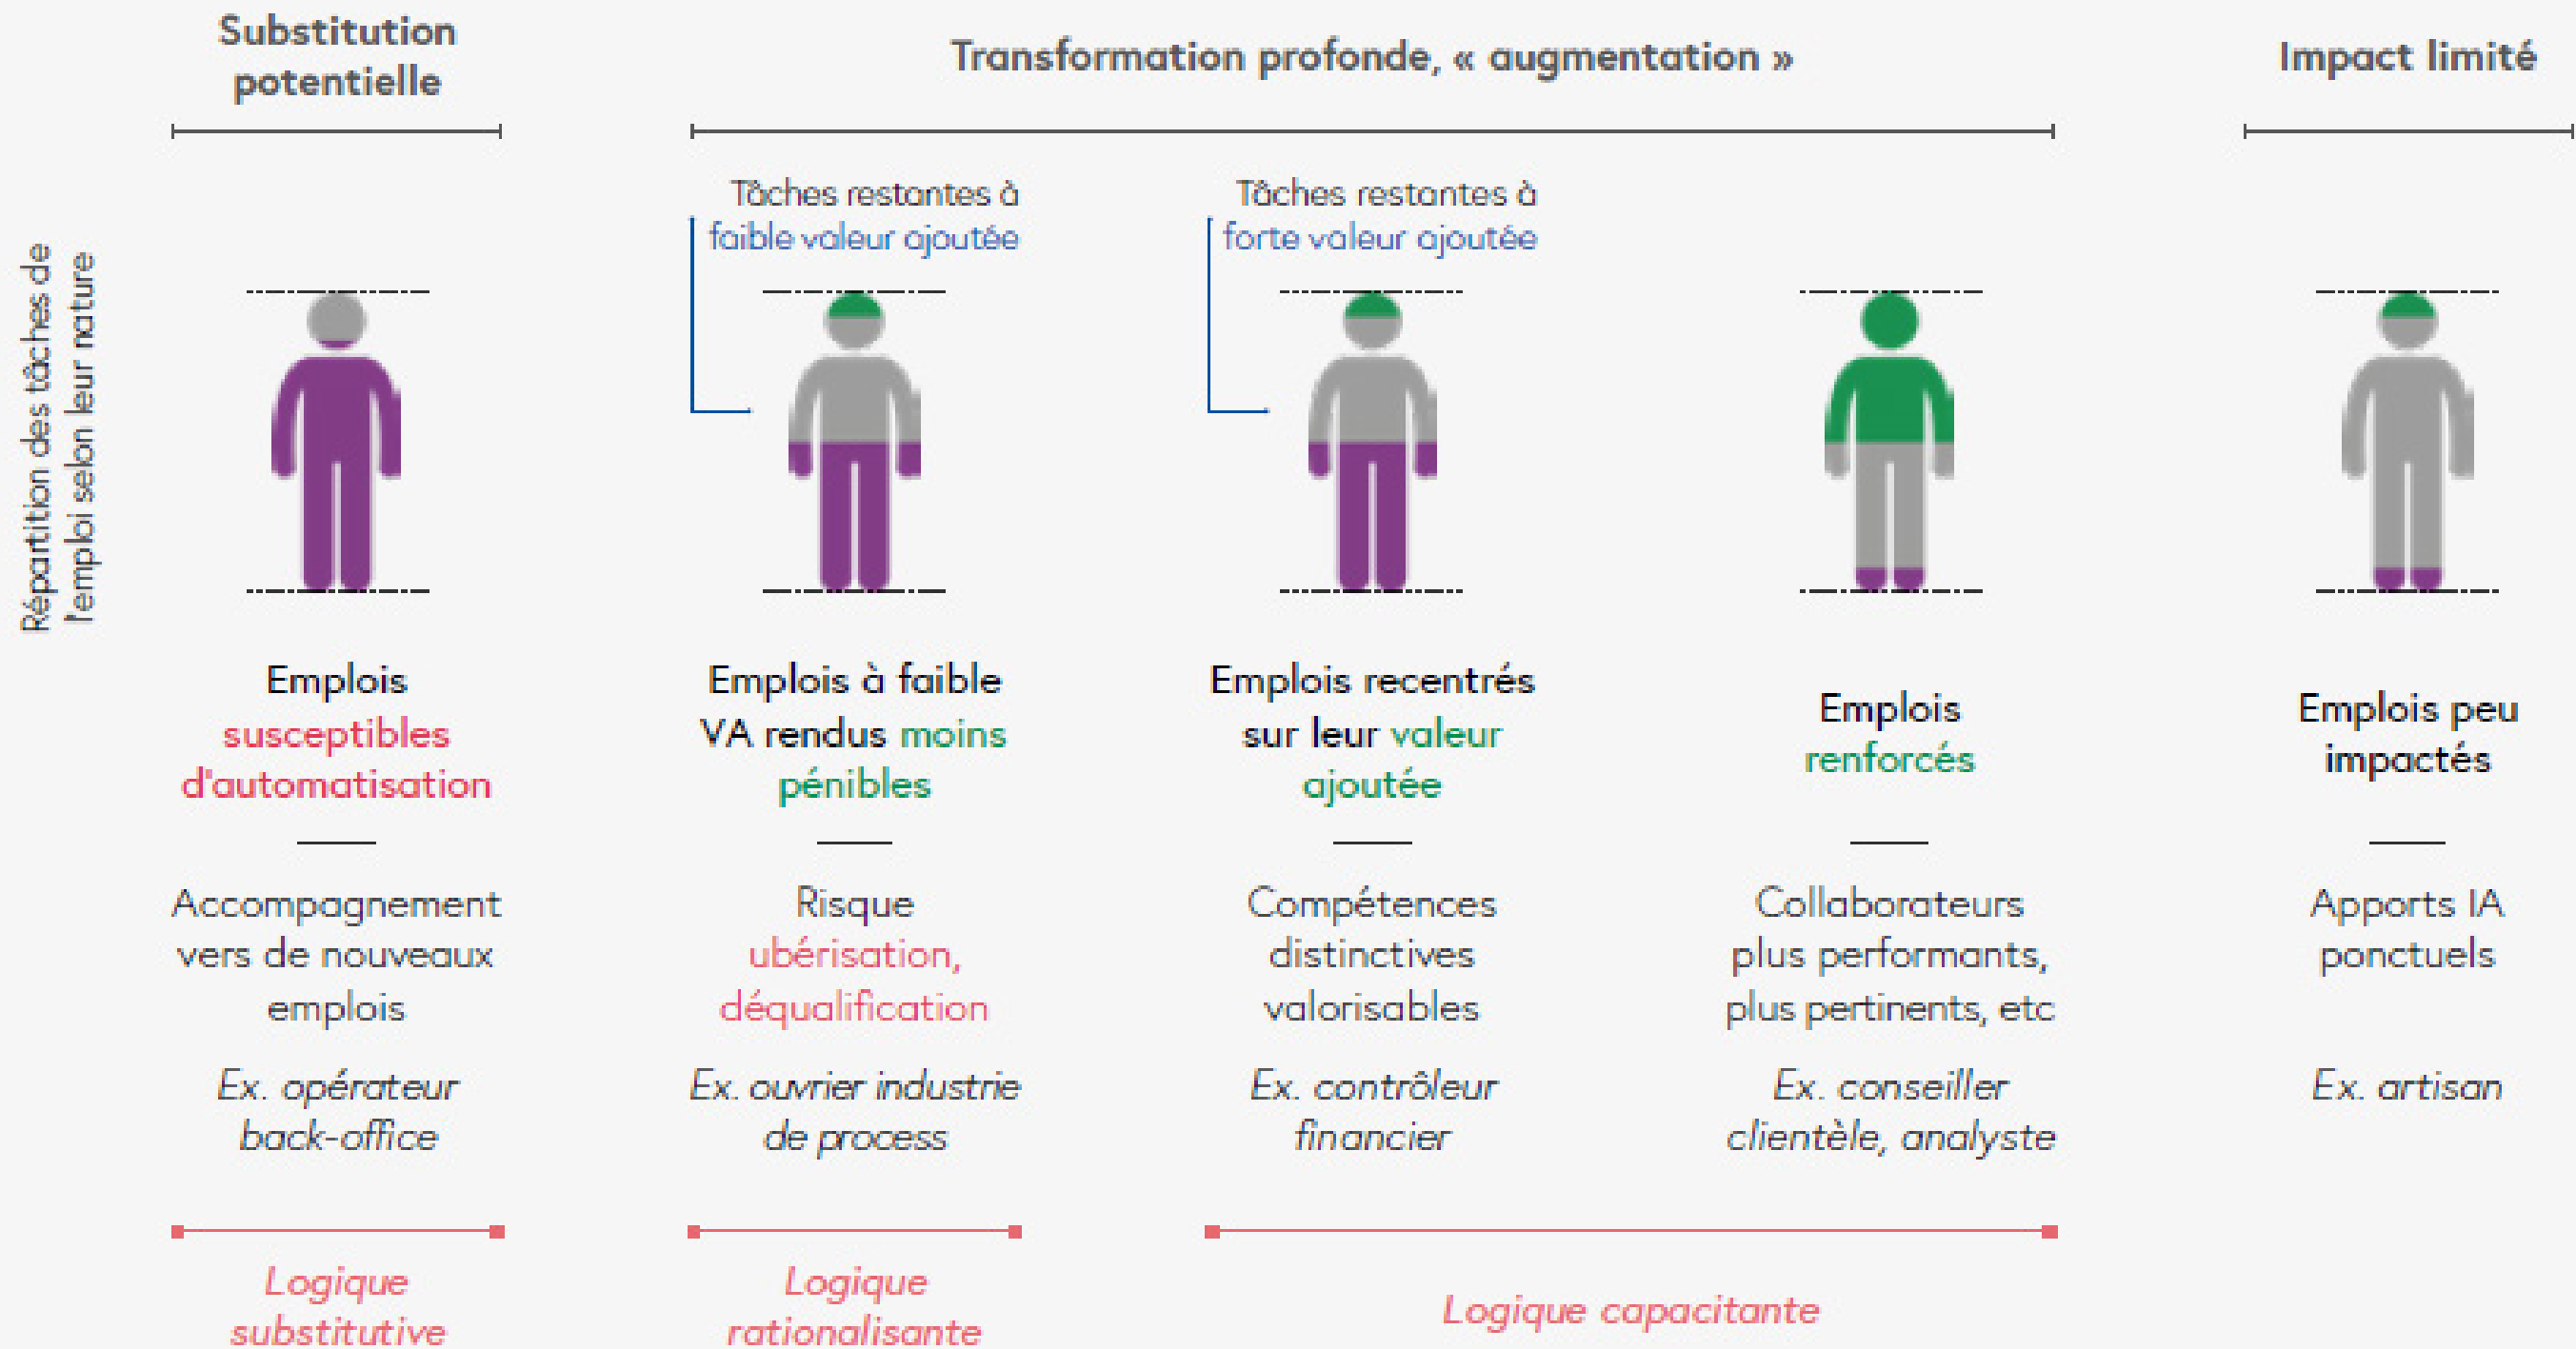 Substitution
potentielle
Transformation profonde, « augmentation »
Impact limité
Répartition des tâches de
l'emploi selon leur nature
Tâches restantes à
faible valeur ajoutée
Tâches restantes à
forte valeur ajoutée
Emplois
susceptibles
d'automatisation
Accompagnement
vers de nouveaux
emplois
Ex. opérateur
back-office
Logique
substitutive
Emplois à faible
VA rendus moins
pénibles
Risque
ubérisation,
déqualification
Ex. ouvrier industrie
de process
Logique
rationalisante
Emplois recentrés
sur leur valeur
ajoutée
Compétences
distinctives
valorisables
Ex. contrôleur
financier
Emplois
renforcés
Collaborateurs
plus performants,
plus pertinents, etc
Ex. conseiller
clientèle, analyste
Logique capacitante
Emplois peu
impactés
Apports IA
ponctuels
Ex. artisan